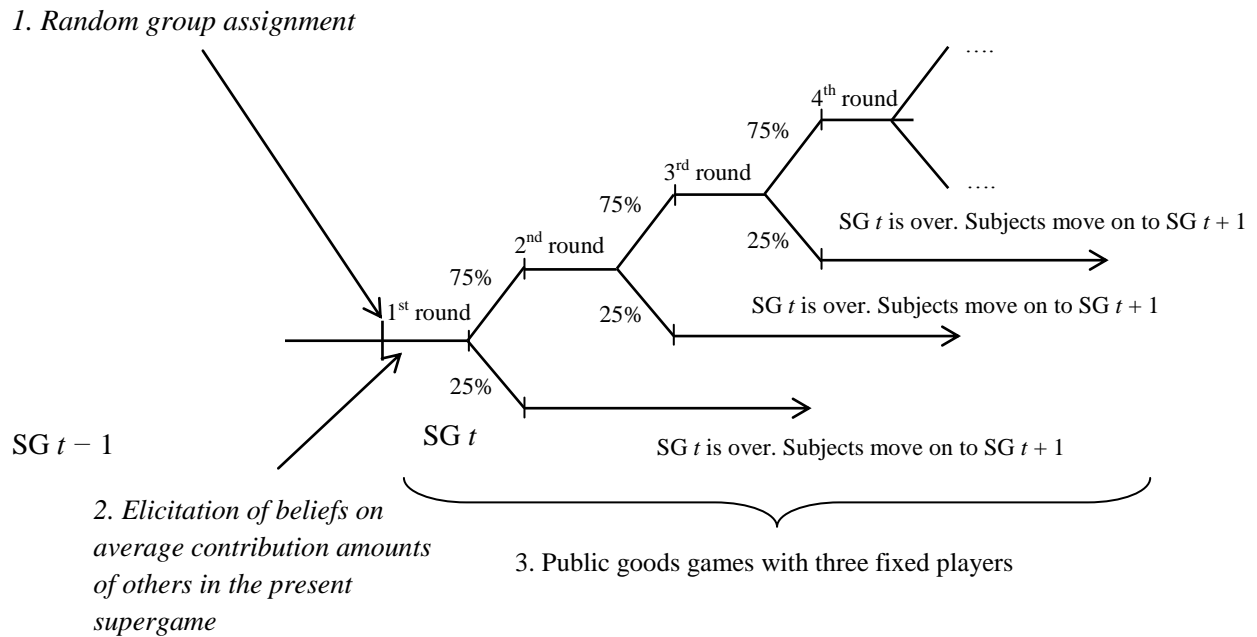 1. Random group assignment
….
4th round
75%
3rd round
….
75%
SG t is over. Subjects move on to SG t + 1
2nd round
25%
75%
SG t is over. Subjects move on to SG t + 1
1st round
25%
25%
SG t
SG t − 1
SG t is over. Subjects move on to SG t + 1
2. Elicitation of beliefs on
average contribution amounts
of others in the present
supergame
3. Public goods games with three fixed players